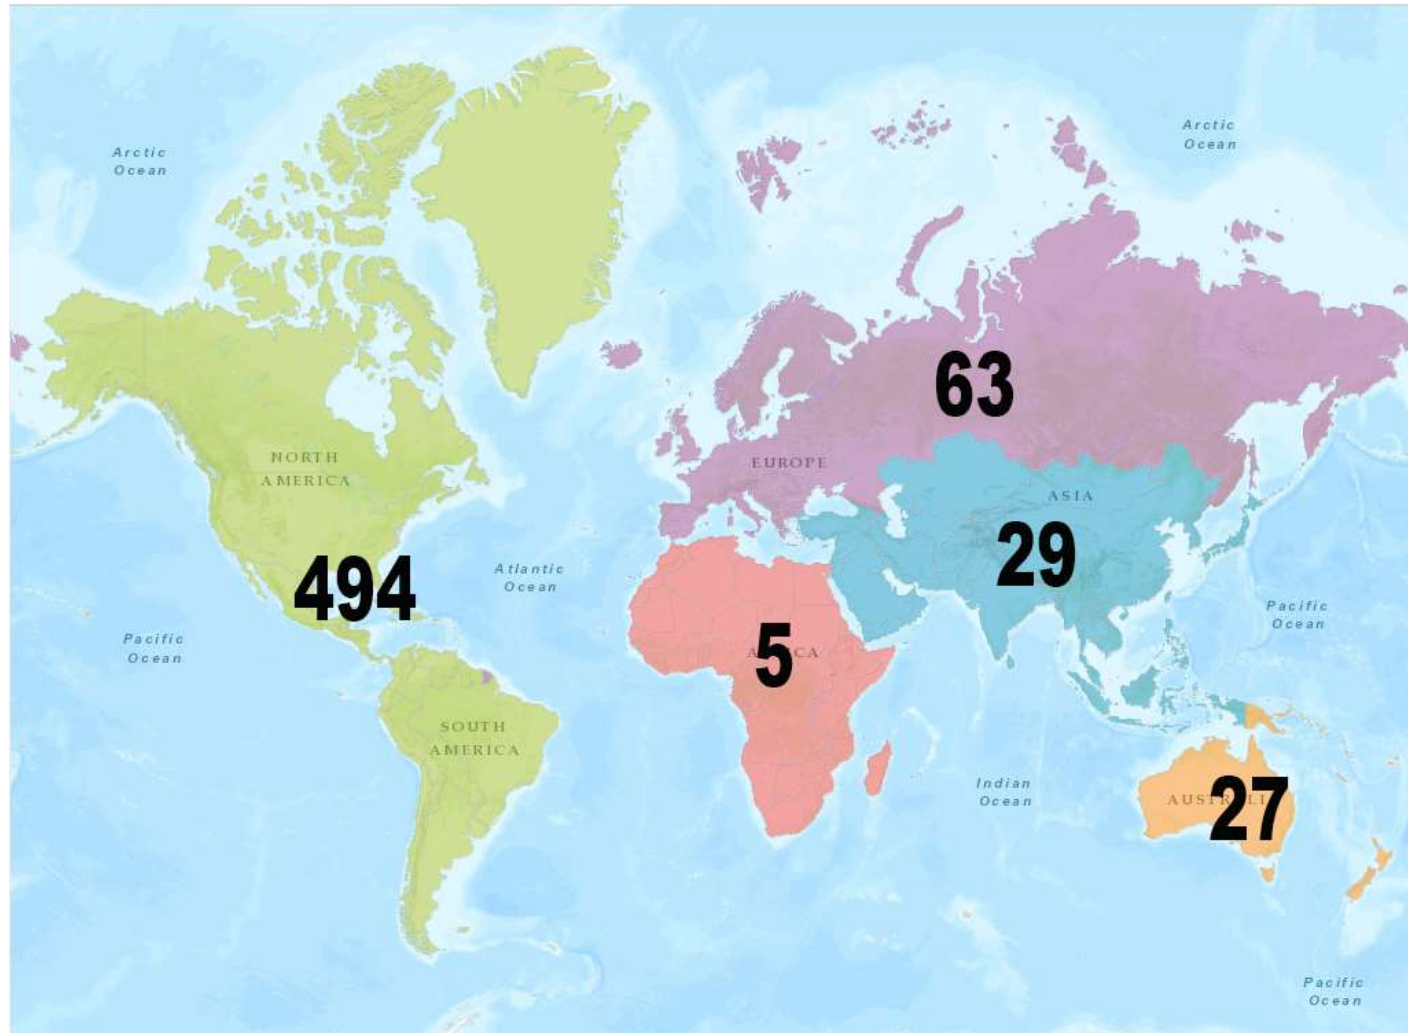 Arctic
Ocean
Arctic
Ocean
63
NORTH
AMERICA
EUROPE
ASIA
29
494
Atlantic
Ocean
Pacific
Ocean
Pacific
Ocean
5
SOUTH
AMERICA
Indian
Ocean
27
Pacific
Ocean